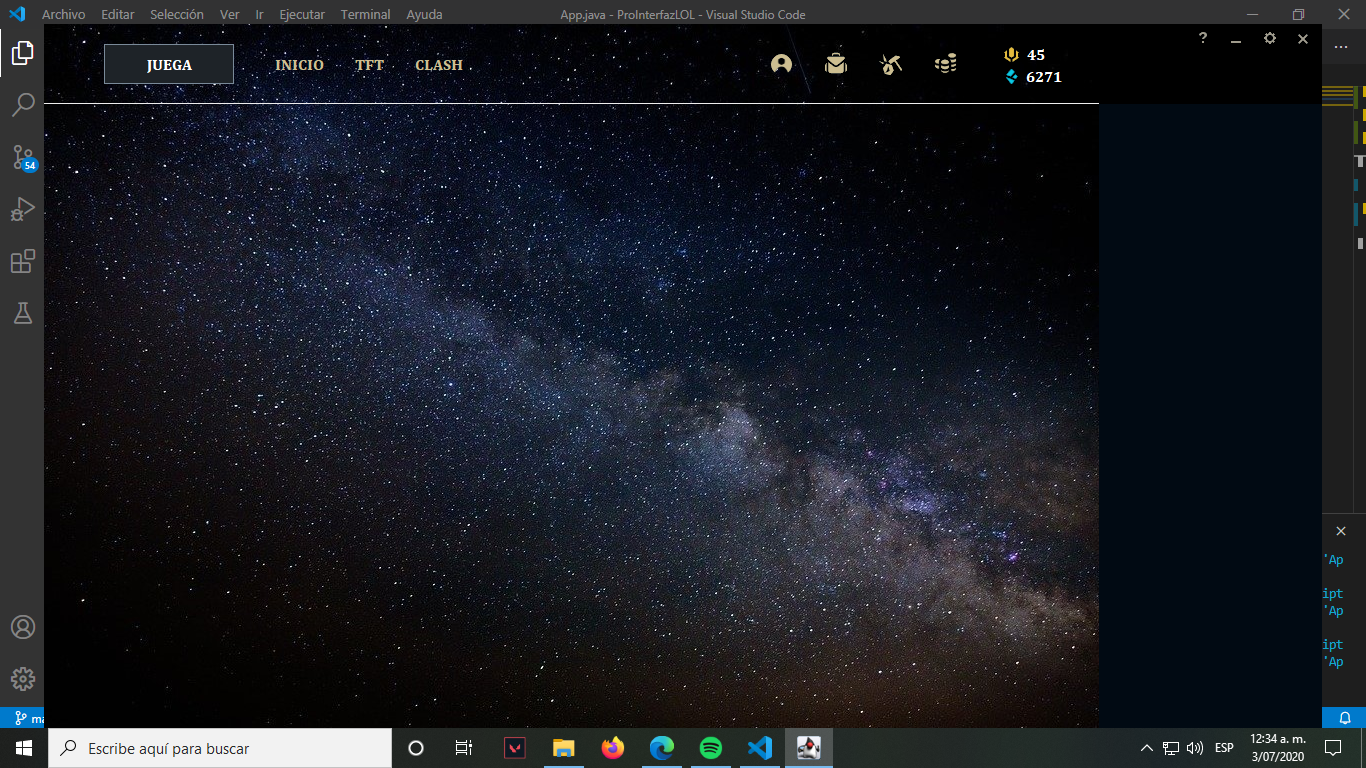 Archivo Editar Selección Ver Ir Ejecutar Terminal Ayuda App.java - ProInterfazLOL - Visual Studio Code
?
JUEGA INICIO TFT CLASH 45
6271
54
'Ap
ipt
'Ap
ipt
'Ap
ma
Escribe aquí para buscar
ESP
12:34 a. m.
3/07/2020